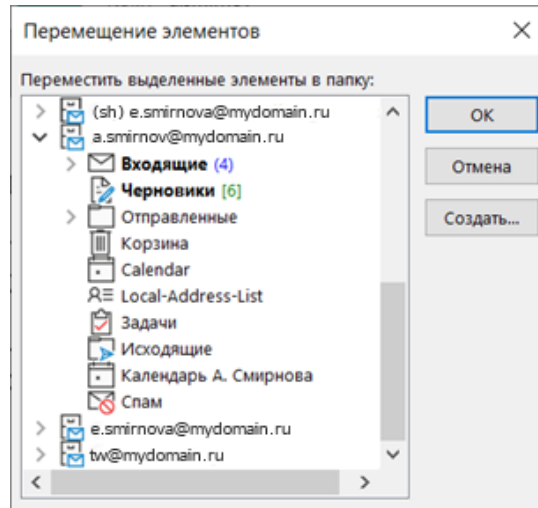 Перемещение элементов
Переместить выделенные элементы в папку:
(sh) e.smirnova@mydomain.ru
a.smirnov@mydomain.ru
Входящие (4)
Черновики [6]
Отправленные
Корзина
Calendar
Local-Address-List
Задачи
Исходящие
Календарь А. Смирнова
Спам
e.smirnova@mydomain.ru
tw@mydomain.ru
ОК
Отмена
Создать...